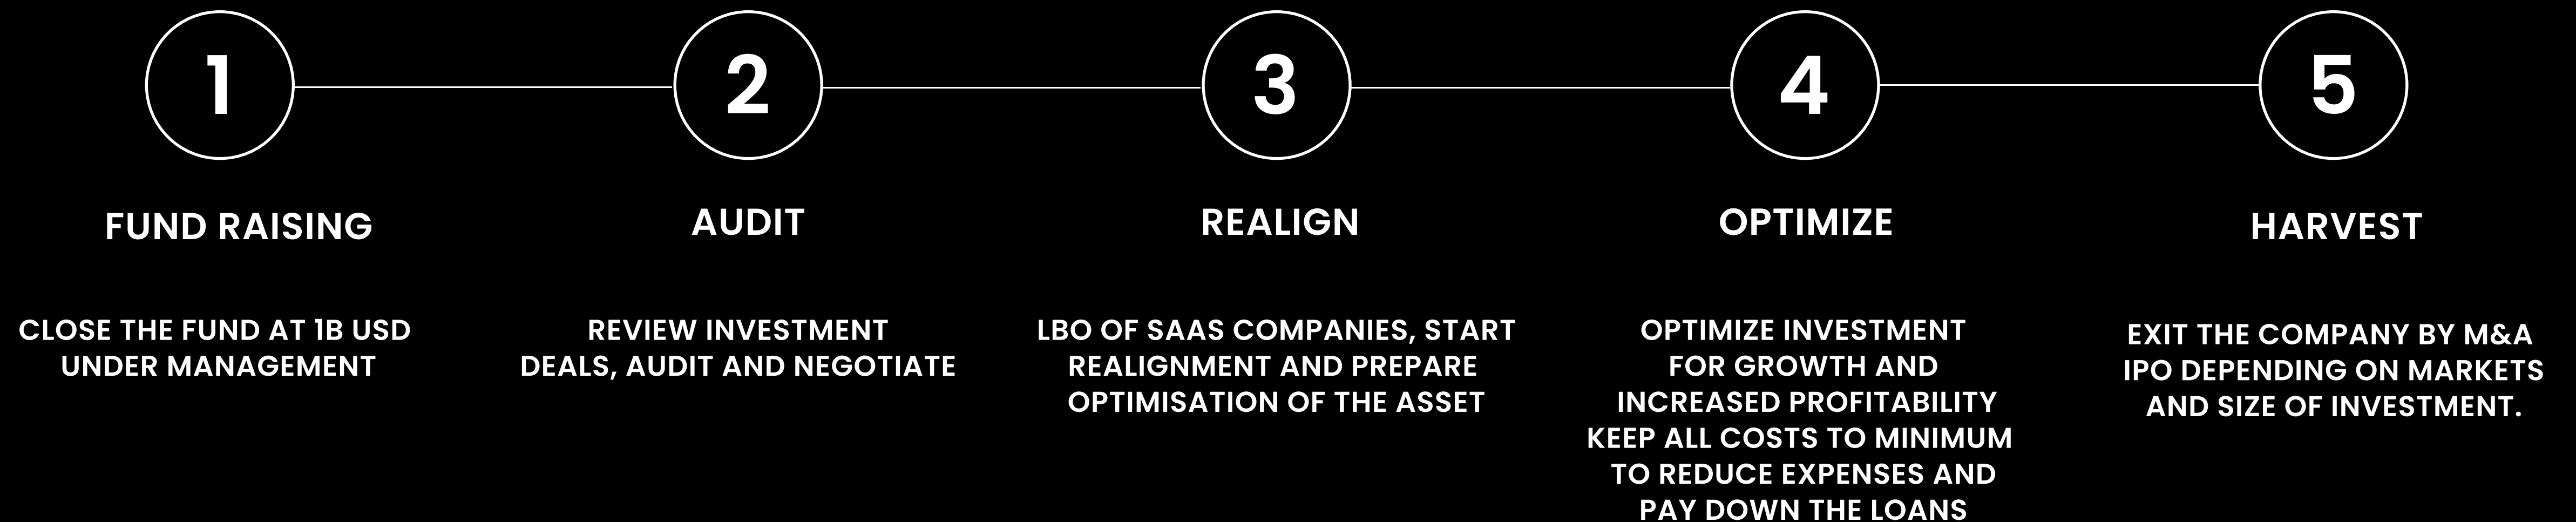 1
FUND RAISING
CLOSE THE FUND AT 1B USD
UNDER MANAGEMENT
2
AUDIT
REVIEW INVESTMENT
DEALS, AUDIT AND NEGOTIATE
3
REALIGN
LBO OF SAAS COMPANIES, START
REALIGNMENT AND PREPARE
OPTIMISATION OF THE ASSET
4
OPTIMIZE
OPTIMIZE INVESTMENT
FOR GROWTH AND
INCREASED PROFITABILITY
KEEP ALL COSTS TO MINIMUM
TO REDUCE EXPENSES AND
PAY DOWN THE LOANS
5
HARVEST
EXIT THE COMPANY BY M&A
IPO DEPENDING ON MARKETS
AND SIZE OF INVESTMENT.